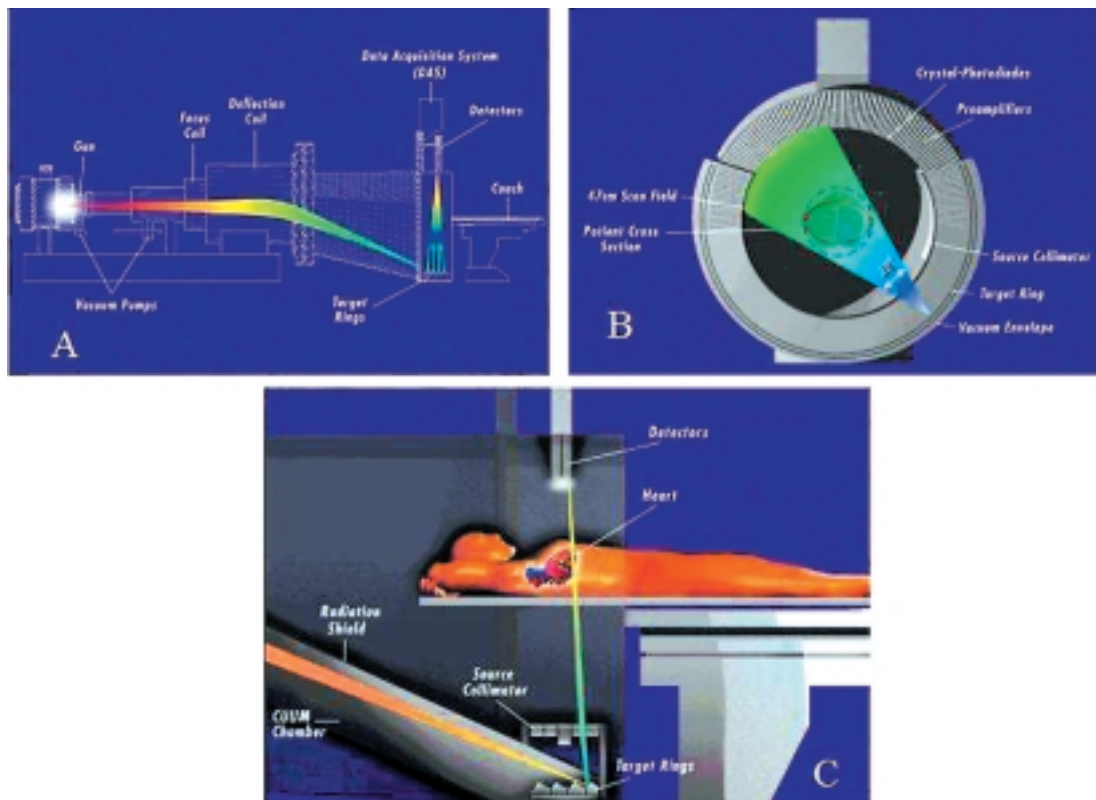 Data Acquisition System
(DAS)
Deflection
Coil
Detectors
Focus
Coil
Gun
Couch
Vacuum Pumps
Target
Rings
A
Crystal-Photodiodes
Preamplifiers
47cm Scan Field
Patient Cross
Section
Source Collimator
Target Ring
Vacuum Envelope
B
Detectors
Heart
Radiation
Shield
Source
Collimator
CUUM
Chamber
Target Rings
C